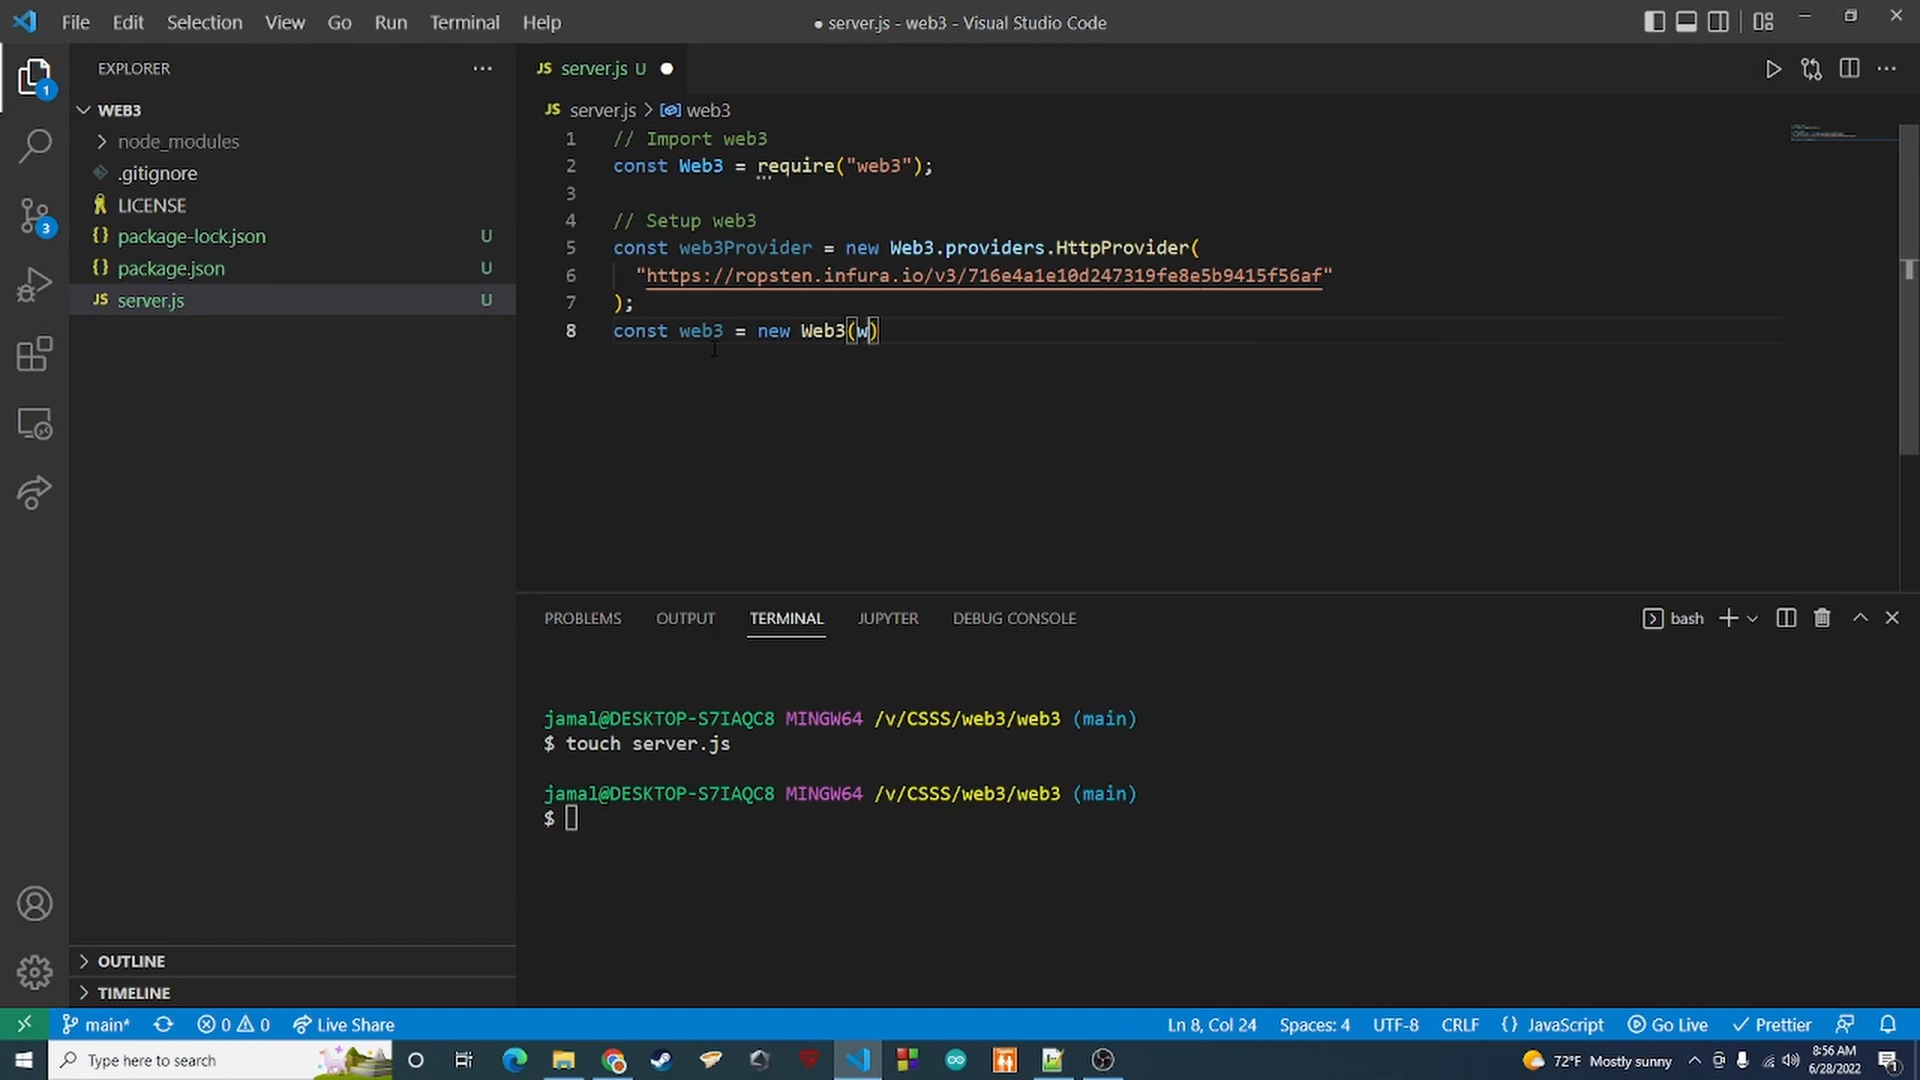 File Edit Selection View Go Run Terminal Help
● server.js - web3 - Visual Studio Code
EXPLORER
JS server.js U
WEB3
JS server.js > web3
node_modules
.gitignore
LICENSE
package-lock.json U
package.json U
JS server.js U
1 // Import web3
2 const Web3 = require("web3");
3
4 // Setup web3
5 const web3Provider = new Web3.providers.HttpProvider(
6 "https://ropsten.infura.io/v3/716e4a1e10d247319fe8e5b9415f56af"
7 );
8 const web3 = new Web3(w)
1
3
PROBLEMS OUTPUT TERMINAL JUPYTER DEBUG CONSOLE
bash
jamal@DESKTOP-S7IAQC8 MINGW64 /v/CSSS/web3/web3 (main)
$ touch server.js
jamal@DESKTOP-S7IAQC8 MINGW64 /v/CSSS/web3/web3 (main)
$
OUTLINE
TIMELINE
main* 0 0 Live Share
Ln 8, Col 24 Spaces: 4 UTF-8 CRLF {} JavaScript Go Live Prettier
Type here to search
72°F Mostly sunny
8:56 AM
6/28/2022
1